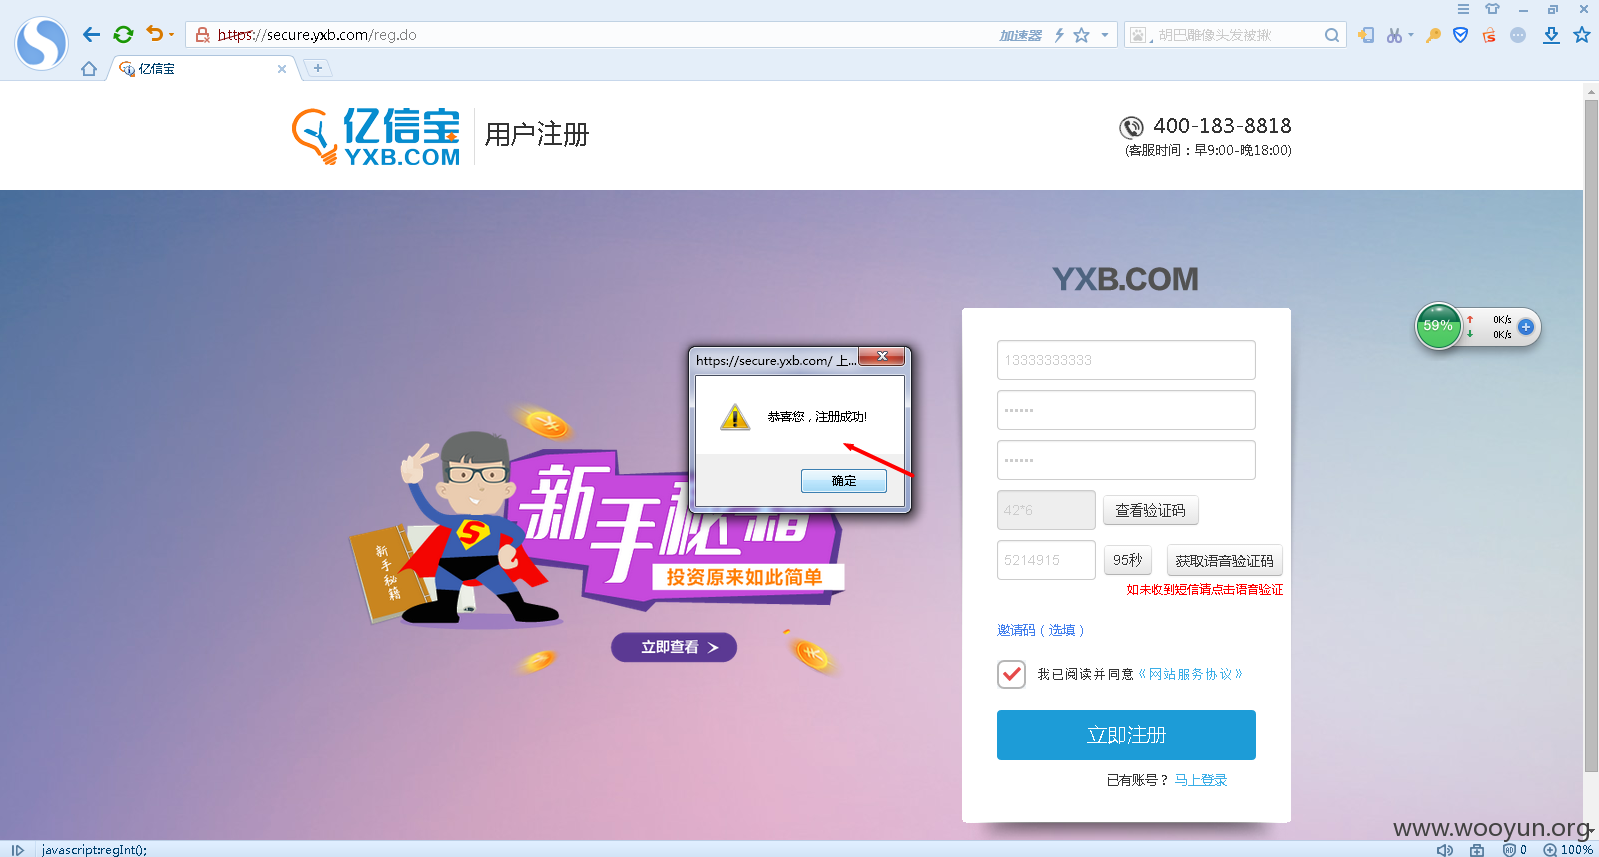 https://secure.yxb.com/reg.do
加速器
胡巴雕像头发被揪
亿信宝
亿信宝
YXB.COM
用户注册
400-183-8818
(客服时间：早9:00-晚18:00)
YXB.COM
59%
0K/s
0K/s
https://secure.yxb.com/ 上...
恭喜您，注册成功!
确定
13333333333
••••••
••••••
42*6
查看验证码
5214915
95秒
获取语音验证码
如未收到短信请点击语音验证
邀请码（选填）
我已阅读并同意《网站服务协议》
立即注册
已有账号？ 马上登录
新手秘籍
新手秘籍
投资原来如此简单
立即查看 >
www.wooyun.org
javascript:regInt();
0
100%